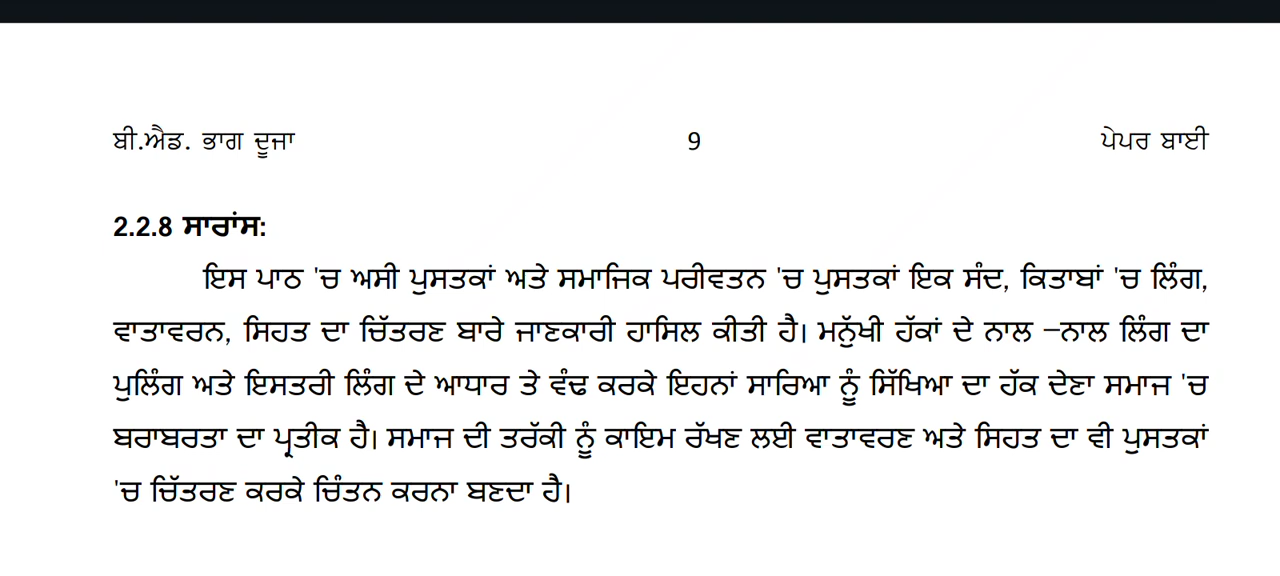 ਬੀ.ਐਡ. ਭਾਗ ਦੂਜਾ 9 ਪੇਪਰ ਬਾਈ
2.2.8 ਸਾਰਾਂਸ:
ਇਸ ਪਾਠ 'ਚ ਅਸੀ ਪੁਸਤਕਾਂ ਅਤੇ ਸਮਾਜਿਕ ਪਰੀਵਤਨ 'ਚ ਪੁਸਤਕਾਂ ਇਕ ਸੰਦ, ਕਿਤਾਬਾਂ 'ਚ ਲਿੰਗ,
ਵਾਤਾਵਰਨ, ਸਿਹਤ ਦਾ ਚਿੱਤਰਣ ਬਾਰੇ ਜਾਣਕਾਰੀ ਹਾਸਿਲ ਕੀਤੀ ਹੈ। ਮਨੁੱਖੀ ਹੱਕਾਂ ਦੇ ਨਾਲ –ਨਾਲ ਲਿੰਗ ਦਾ
ਪੁਲਿੰਗ ਅਤੇ ਇਸਤਰੀ ਲਿੰਗ ਦੇ ਆਧਾਰ ਤੇ ਵੰਢ ਕਰਕੇ ਇਹਨਾਂ ਸਾਰਿਆ ਨੂੰ ਸਿੱਖਿਆ ਦਾ ਹੱਕ ਦੇਣਾ ਸਮਾਜ 'ਚ
ਬਰਾਬਰਤਾ ਦਾ ਪ੍ਰਤੀਕ ਹੈ। ਸਮਾਜ ਦੀ ਤਰੱਕੀ ਨੂੰ ਕਾਇਮ ਰੱਖਣ ਲਈ ਵਾਤਾਵਰਣ ਅਤੇ ਸਿਹਤ ਦਾ ਵੀ ਪੁਸਤਕਾਂ
'ਚ ਚਿੱਤਰਣ ਕਰਕੇ ਚਿੰਤਨ ਕਰਨਾ ਬਣਦਾ ਹੈ।